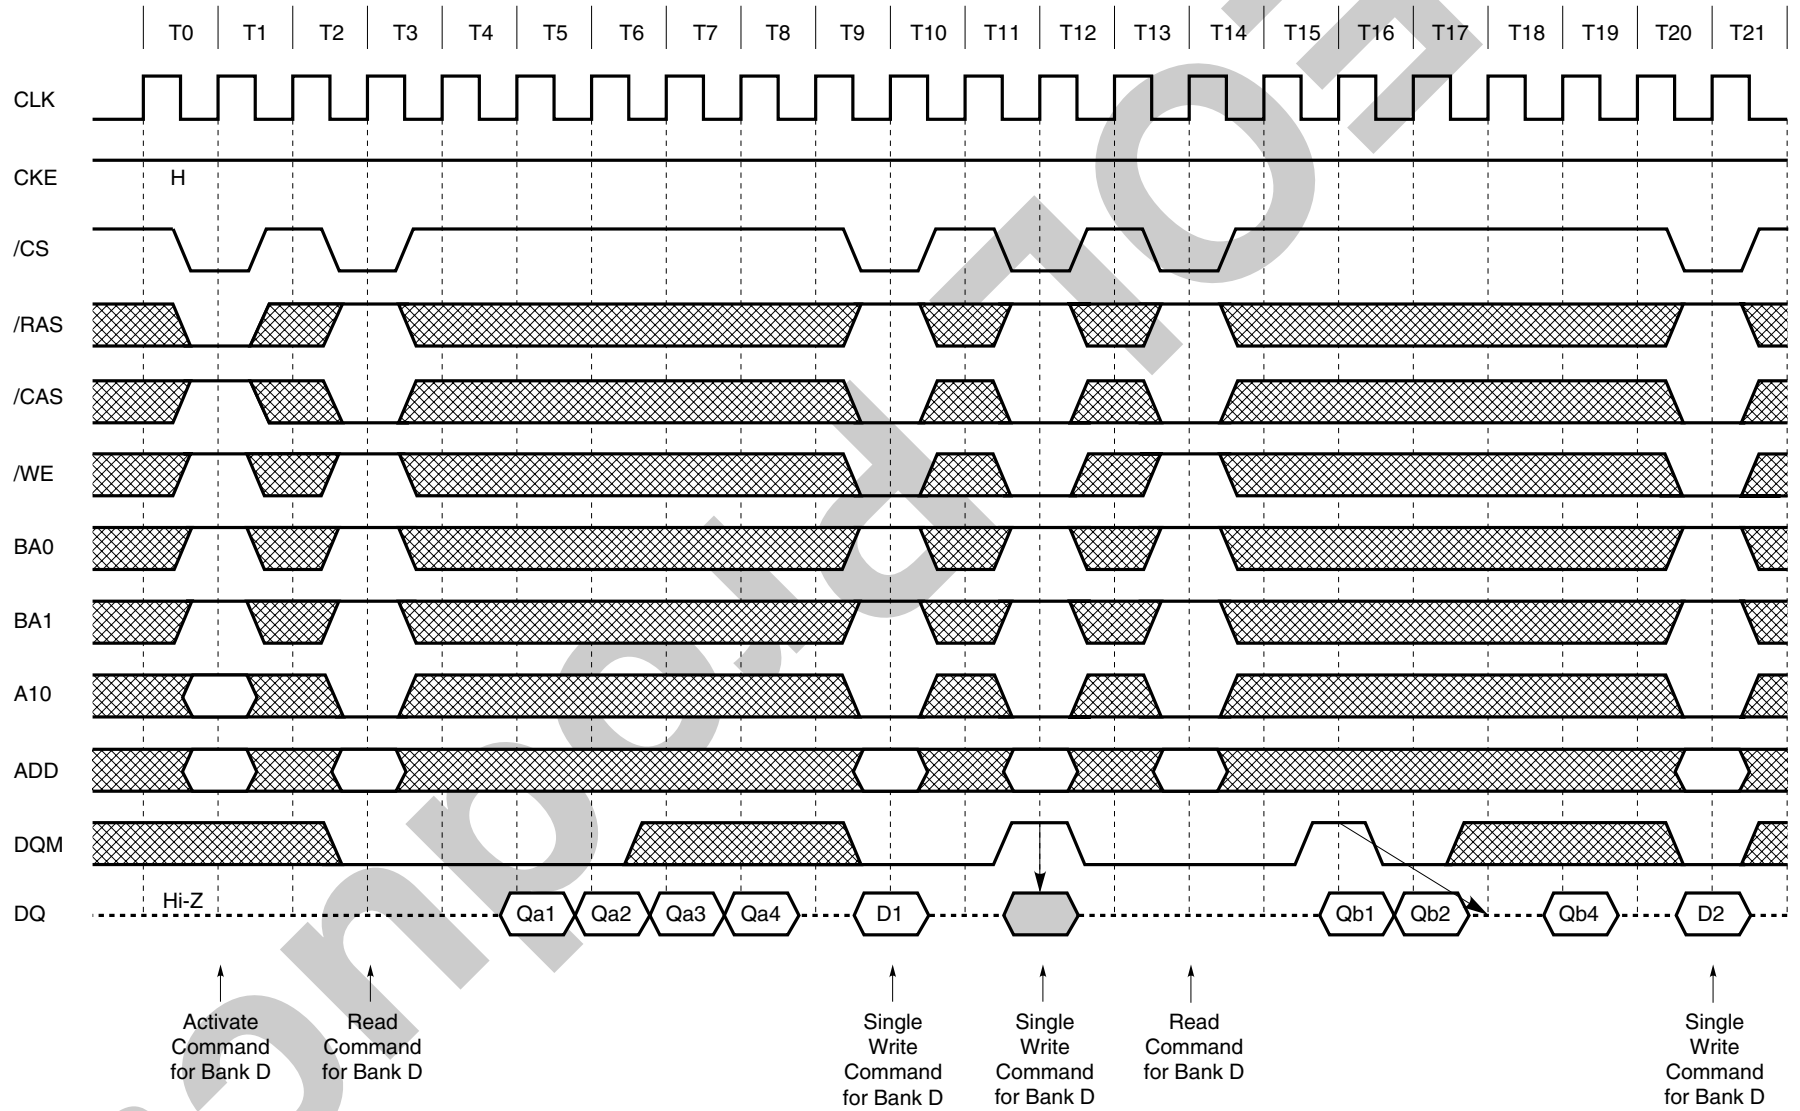 T0 T1 T2 T3 T4 T5 T6 T7 T8 T9 T10 T11 T12 T13 T14 T15 T16 T17 T18 T19 T20 T21
CLK
CKE
H
/CS
/RAS
/CAS
/WE
BA0
BA1
A10
ADD
DQM
DQ
Hi-Z
Qa1 Qa2 Qa3 Qa4 D1 Qb1 Qb2 Qb4 D2
Activate
Command
for Bank D
Read
Command
for Bank D
Single
Write
Command
for Bank D
Single
Write
Command
for Bank D
Read
Command
for Bank D
Single
Write
Command
for Bank D